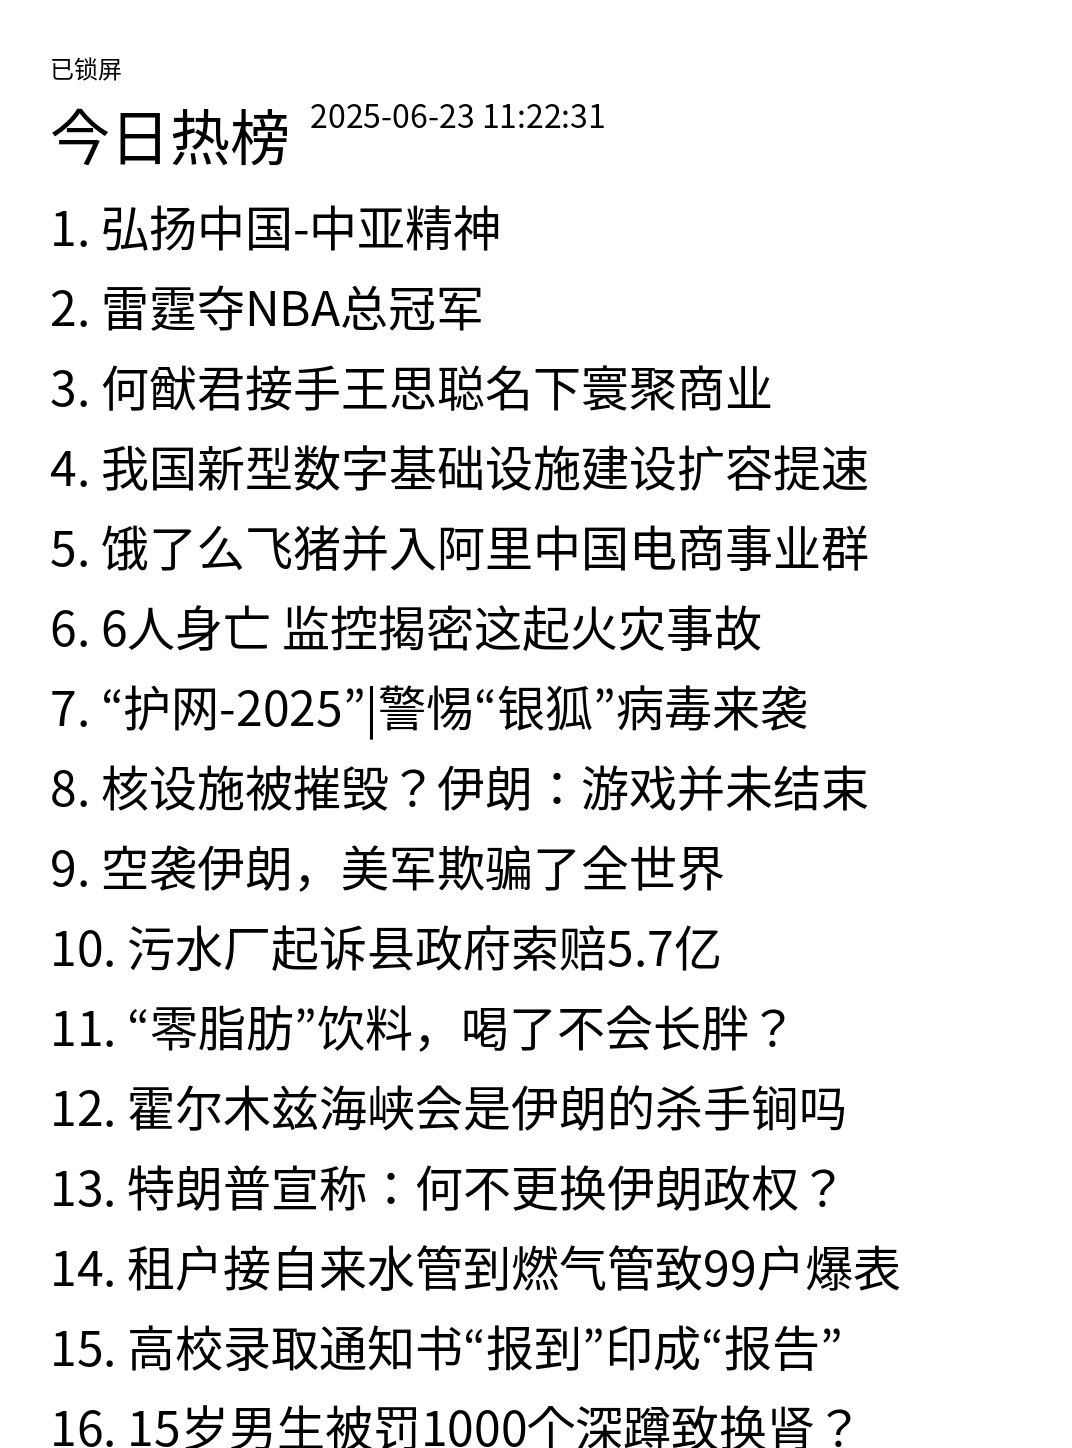 已锁屏
今日热榜 2025-06-23 11:22:31
1. 弘扬中国-中亚精神
2. 雷霆夺NBA总冠军
3. 何猷君接手王思聪名下寰聚商业
4. 我国新型数字基础设施建设扩容提速
5. 饿了么飞猪并入阿里中国电商事业群
6. 6人身亡 监控揭密这起火灾事故
7. “护网-2025”|警惕“银狐”病毒来袭
8. 核设施被摧毁？伊朗：游戏并未结束
9. 空袭伊朗，美军欺骗了全世界
10. 污水厂起诉县政府索赔5.7亿
11. “零脂肪”饮料，喝了不会长胖？
12. 霍尔木兹海峡会是伊朗的杀手锏吗
13. 特朗普宣称：何不更换伊朗政权？
14. 租户接自来水管到燃气管致99户爆表
15. 高校录取通知书“报到”印成“报告”
16. 15岁男生被罚1000个深蹲致换肾？